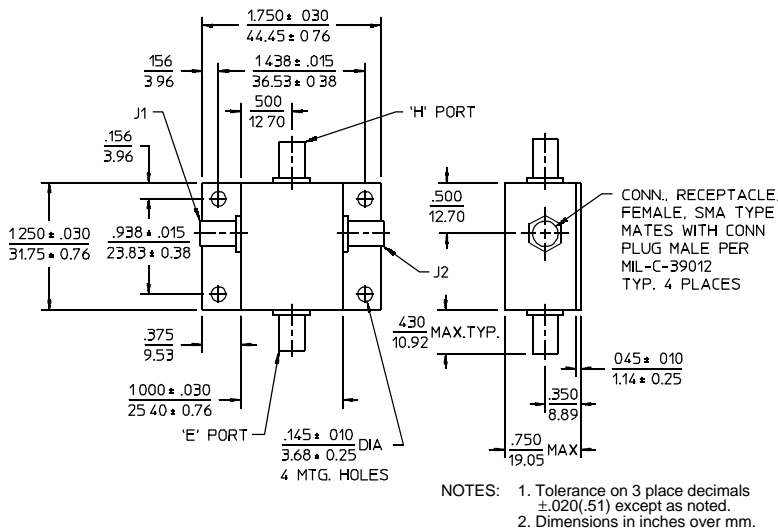 1.750 ± 030
44.45 ± 0 76
156
3 96
1 438 ± .015
36.53 ± 0 38
J1
500
12 70
'H' PORT
.156
3.96
.500
12.70
CONN., RECEPTACLE,
FEMALE, SMA TYPE
MATES WITH CONN
PLUG MALE PER
MIL-C-39012
TYP. 4 PLACES
1 250 ± .030
31.75 ± 0.76
.938 ± .015
23.83 ± 0.38
J2
.375
9.53
430 MAX.TYP.
10.92
045 ± 010
1.14 ± 0.25
1 000 ± .030
25 40 ± 0.76
.350
8.89
'E' PORT
.145 ± 010 DIA
3.68 ± 0.25
4 MTG. HOLES
.750 MAX
19.05
NOTES: 1. Tolerance on 3 place decimals
±.020(.51) except as noted.
2. Dimensions in inches over mm.